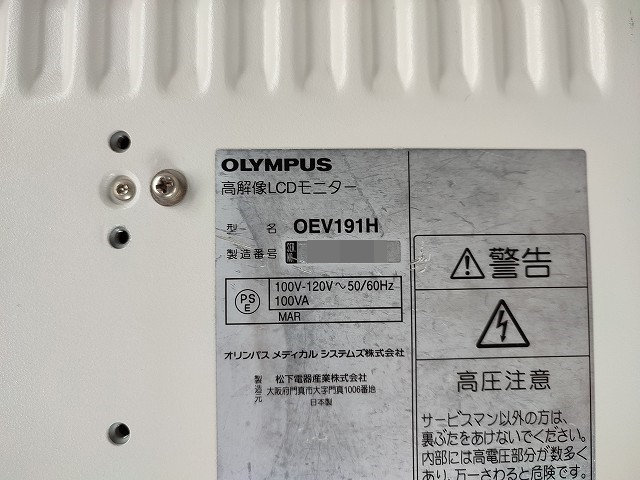 OLYMPUS
高解像LCDモニター
型 名 OEV191H
製造番号 SER.NO.
PS
E
100V-120V～50/60Hz
100VA
MAR
オリンパス メディカル システムズ株式会社
製造元
松下電器産業株式会社
大阪府門真市大字門真1006番地
日本製
警告
高圧注意
サービスマン以外の方は、
裏ぶたをあけないでください。
内部には高電圧部分が数多く
あり、万一さわると危険です。